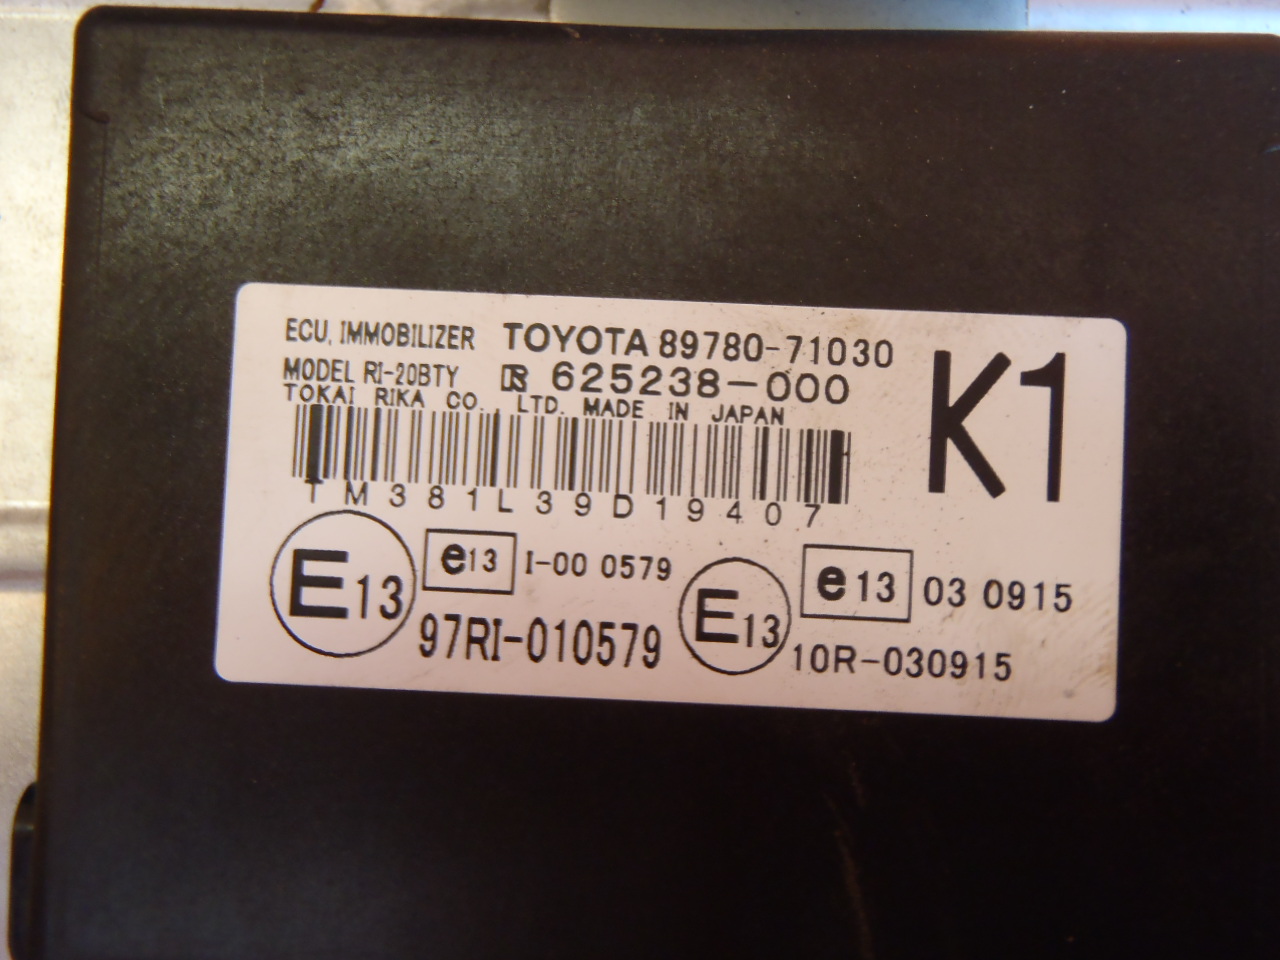 ECU, IMMOBILIZER TOYOTA 89780-71030
MODEL RI-20BTY 625238-000
TOKAI RIKA CO., LTD. MADE IN JAPAN
K1
TM381L39D19407
E13 e13 I-00 0579
97RI-010579
E13 e13 03 0915
10R-030915